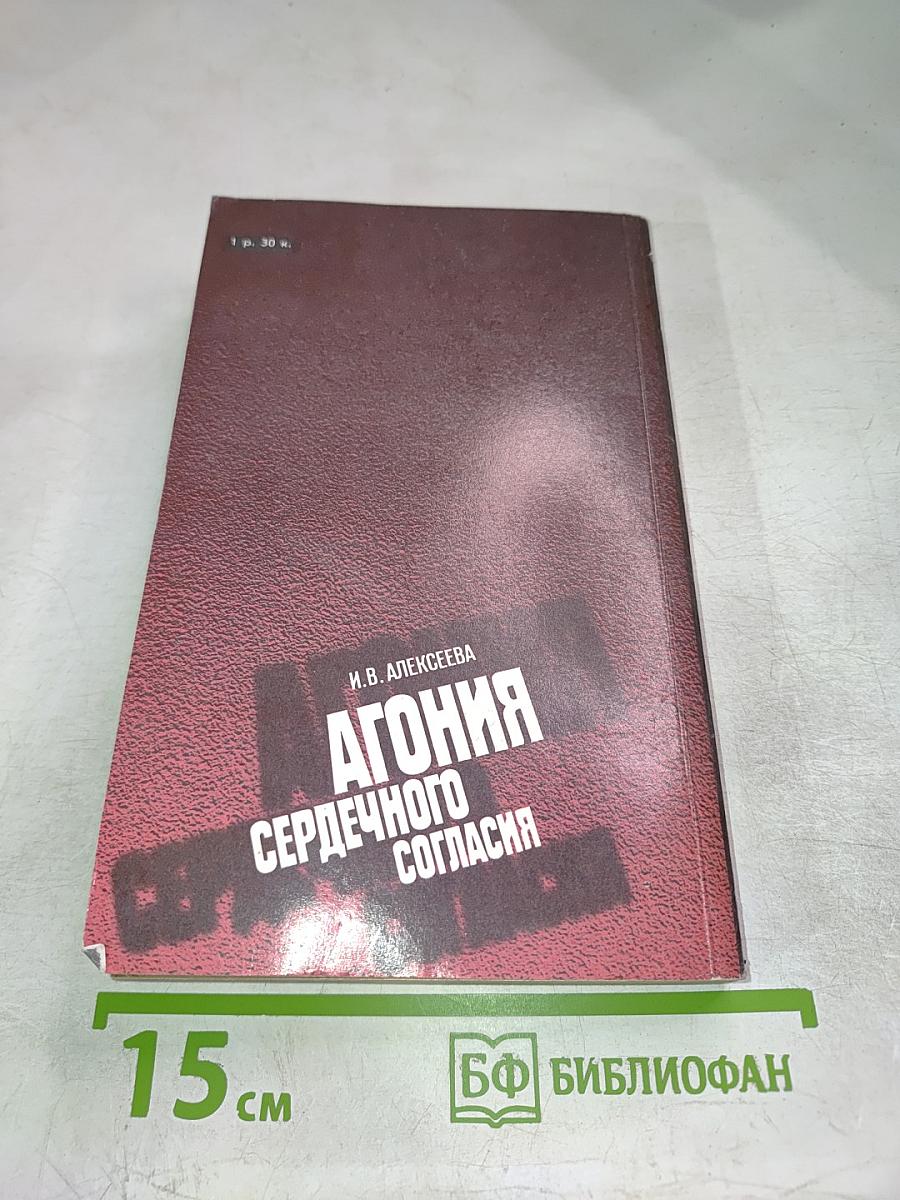 1 р. 30 к.
И.В. АЛЕКСЕЕВА
АГОНИЯ
СЕРДЕЧНОГО
СОГЛАСИЯ
15 см
БФ БИБЛИОФАН